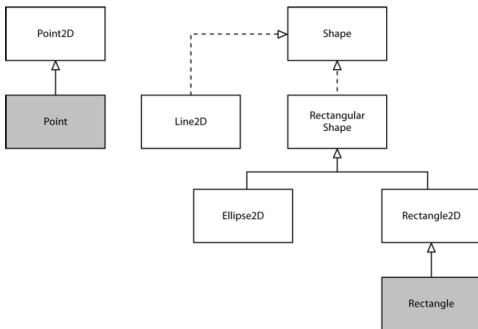 Point2D
Shape
Point
Line2D
Rectangular
Shape
Ellipse2D
Rectangle2D
Rectangle